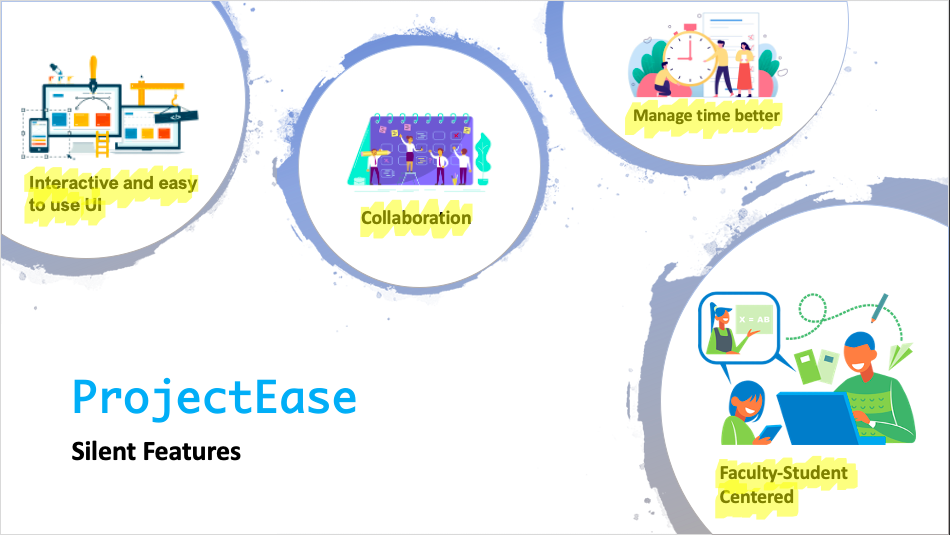 Interactive and easy
to use UI
Collaboration
Manage time better
X = AB
ProjectEase
Silent Features
Faculty-Student
Centered